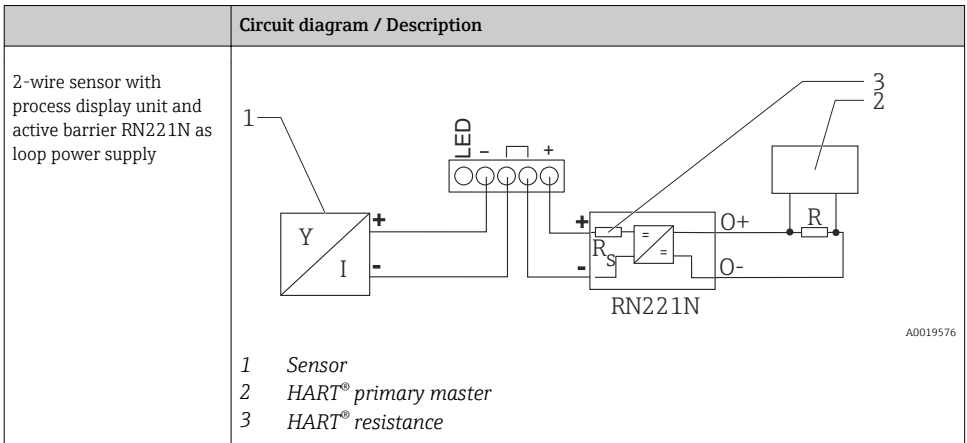 Circuit diagram / Description
2-wire sensor with
process display unit and
active barrier RN221N as
loop power supply
3
2
1
LED
– +
+
Y
I
-
+
R
S
-
=
=
O+
O-
R
RN221N
A0019576
1 Sensor
2 HART® primary master
3 HART® resistance